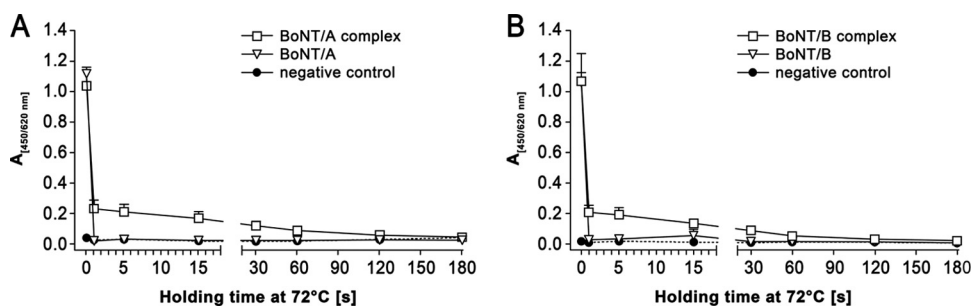 A
BoNT/A complex
BoNT/A
negative control
A[450/620 nm]
1.4
1.2
1.0
0.8
0.6
0.4
0.2
0.0
0 5 15 30 60 90 120 150 180
Holding time at 72°C [s]
B
BoNT/B complex
BoNT/B
negative control
A[450/620 nm]
1.4
1.2
1.0
0.8
0.6
0.4
0.2
0.0
0 5 15 30 60 90 120 150 180
Holding time at 72°C [s]